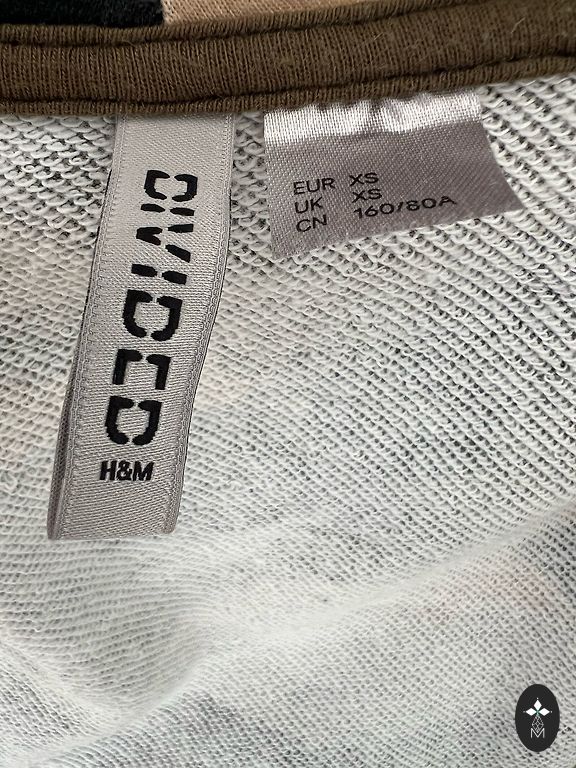 DIVIDED
H&M
EUR XS
UK XS
CN 160/80A
M